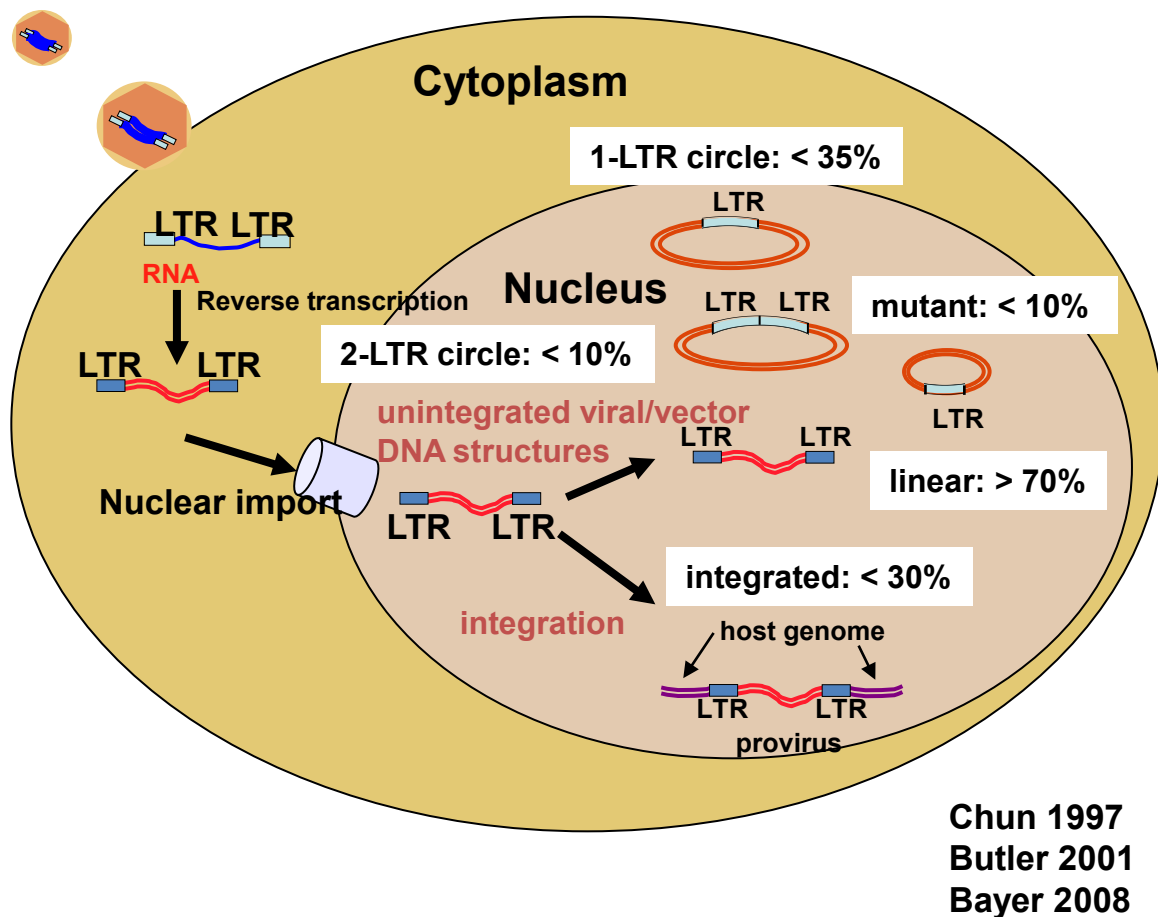 Cytoplasm
1-LTR circle: < 35%
LTR
LTR LTR
RNA
Reverse transcription
Nucleus
LTR LTR
mutant: < 10%
2-LTR circle: < 10%
LTR LTR
LTR
unintegrated viral/vector
DNA structures
LTR LTR
linear: > 70%
Nuclear import
LTR LTR
integrated: < 30%
integration
host genome
LTR LTR
provirus
Chun 1997
Butler 2001
Bayer 2008